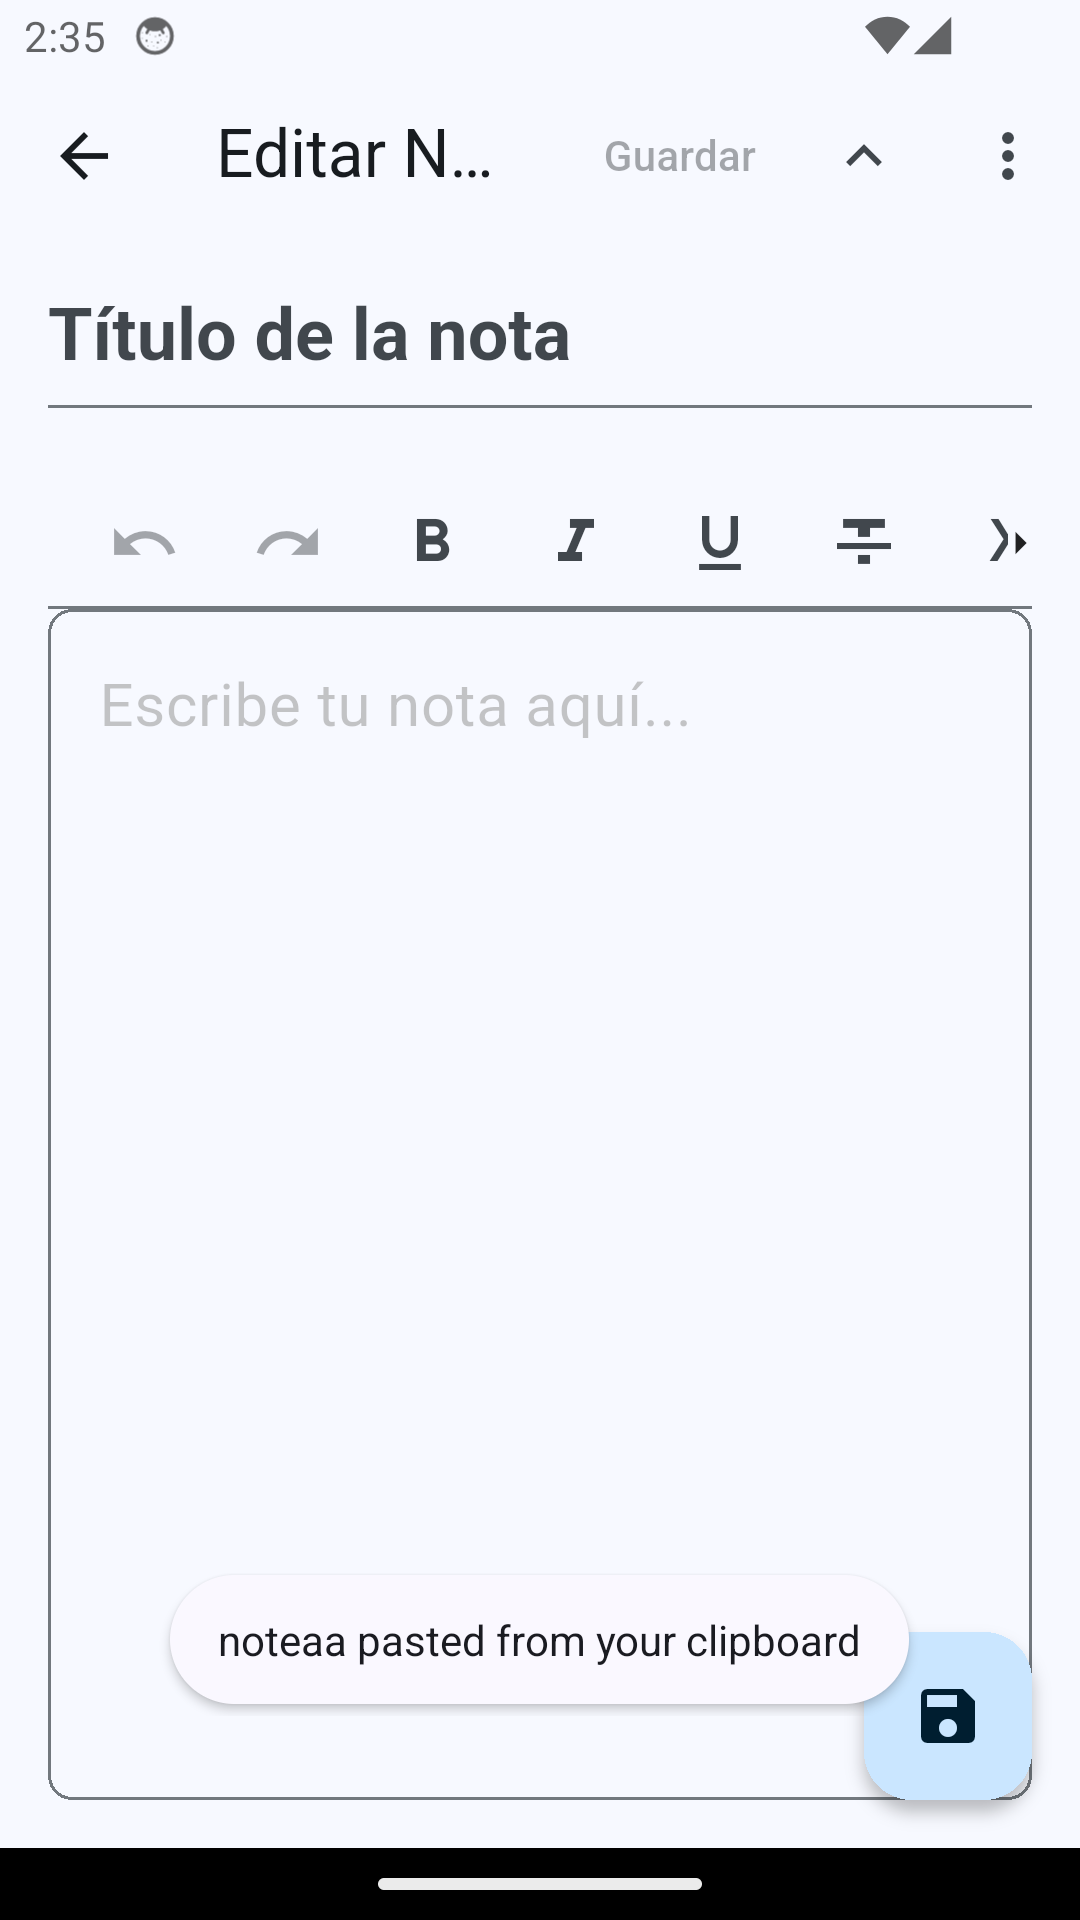 2:35
Editar N...
Guardar
Título de la nota
B I U T
Escribe tu nota aquí...
noteaa pasted from your clipboard